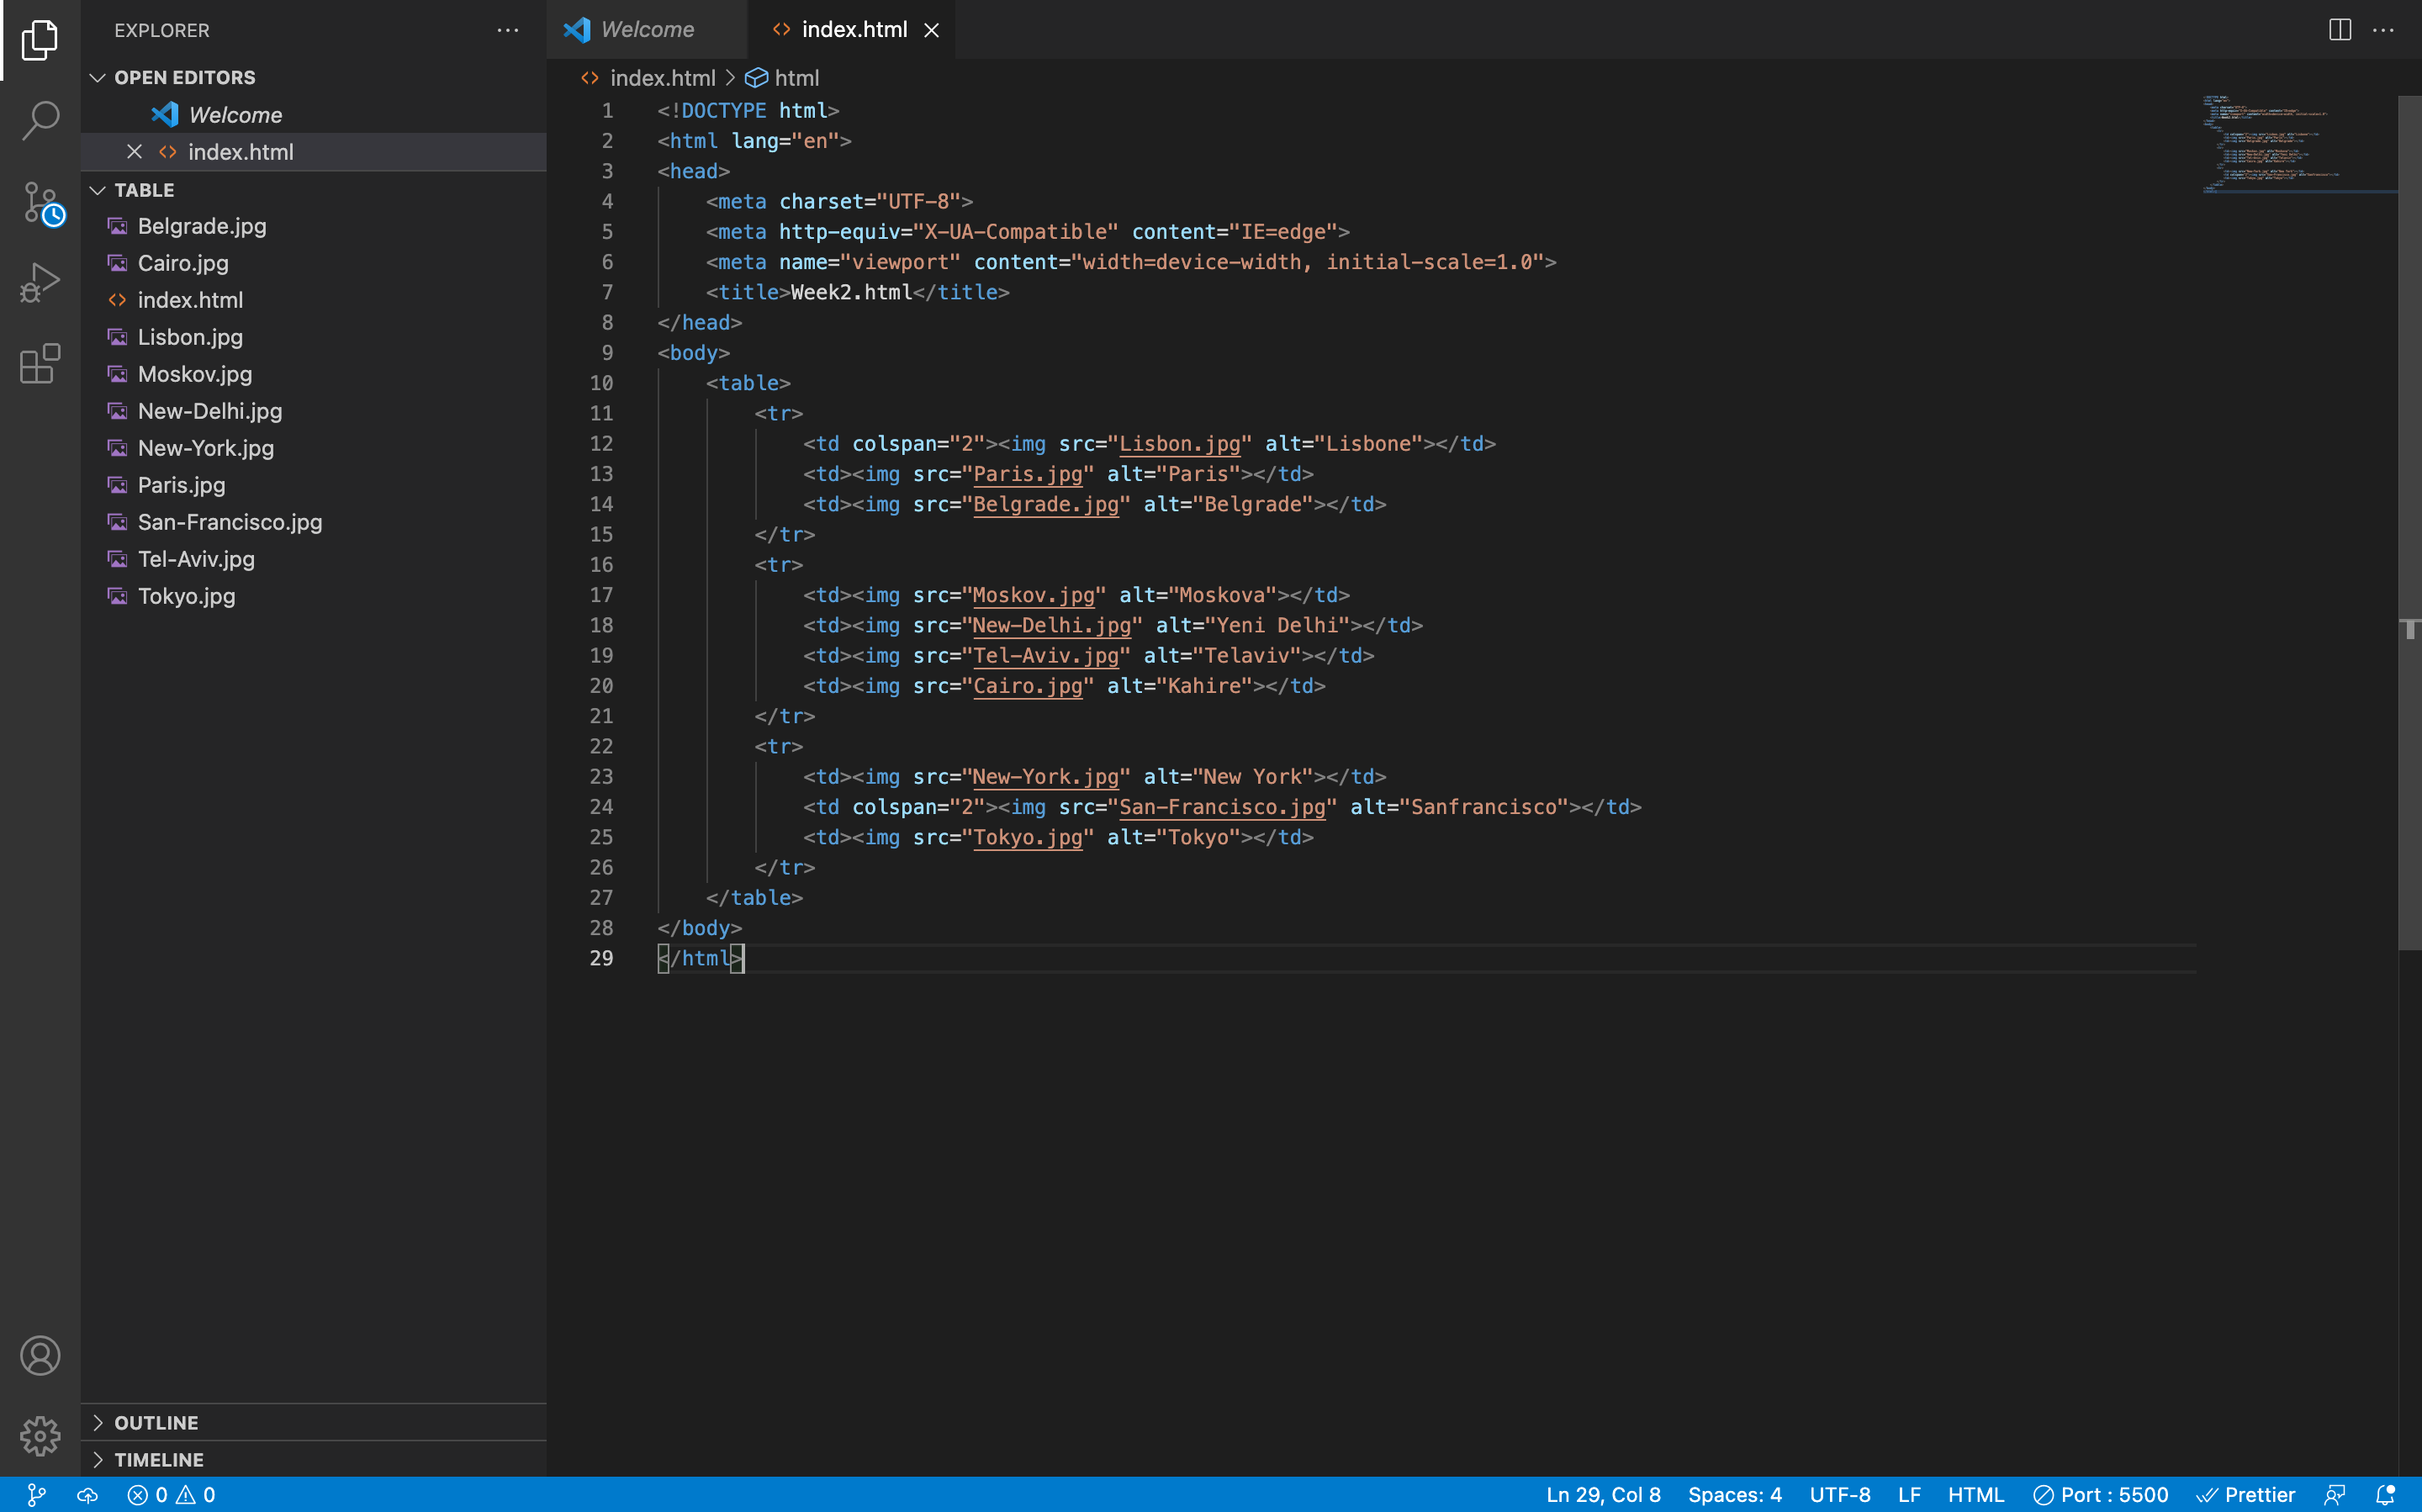 EXPLORER
OPEN EDITORS
Welcome
index.html
TABLE
Belgrade.jpg
Cairo.jpg
index.html
Lisbon.jpg
Moskov.jpg
New-Delhi.jpg
New-York.jpg
Paris.jpg
San-Francisco.jpg
Tel-Aviv.jpg
Tokyo.jpg
OUTLINE
TIMELINE
Welcome index.html
index.html > html
1 <!DOCTYPE html>
2 <html lang="en">
3 <head>
4 <meta charset="UTF-8">
5 <meta http-equiv="X-UA-Compatible" content="IE=edge">
6 <meta name="viewport" content="width=device-width, initial-scale=1.0">
7 <title>Week2.html</title>
8 </head>
9 <body>
10 <table>
11 <tr>
12 <td colspan="2"><img src="Lisbon.jpg" alt="Lisbone"></td>
13 <td><img src="Paris.jpg" alt="Paris"></td>
14 <td><img src="Belgrade.jpg" alt="Belgrade"></td>
15 </tr>
16 <tr>
17 <td><img src="Moskov.jpg" alt="Moskova"></td>
18 <td><img src="New-Delhi.jpg" alt="Yeni Delhi"></td>
19 <td><img src="Tel-Aviv.jpg" alt="Telaviv"></td>
20 <td><img src="Cairo.jpg" alt="Kahire"></td>
21 </tr>
22 <tr>
23 <td><img src="New-York.jpg" alt="New York"></td>
24 <td colspan="2"><img src="San-Francisco.jpg" alt="Sanfrancisco"></td>
25 <td><img src="Tokyo.jpg" alt="Tokyo"></td>
26 </tr>
27 </table>
28 </body>
29 </html>
0 0 Ln 29, Col 8 Spaces: 4 UTF-8 LF HTML Port : 5500 Prettier